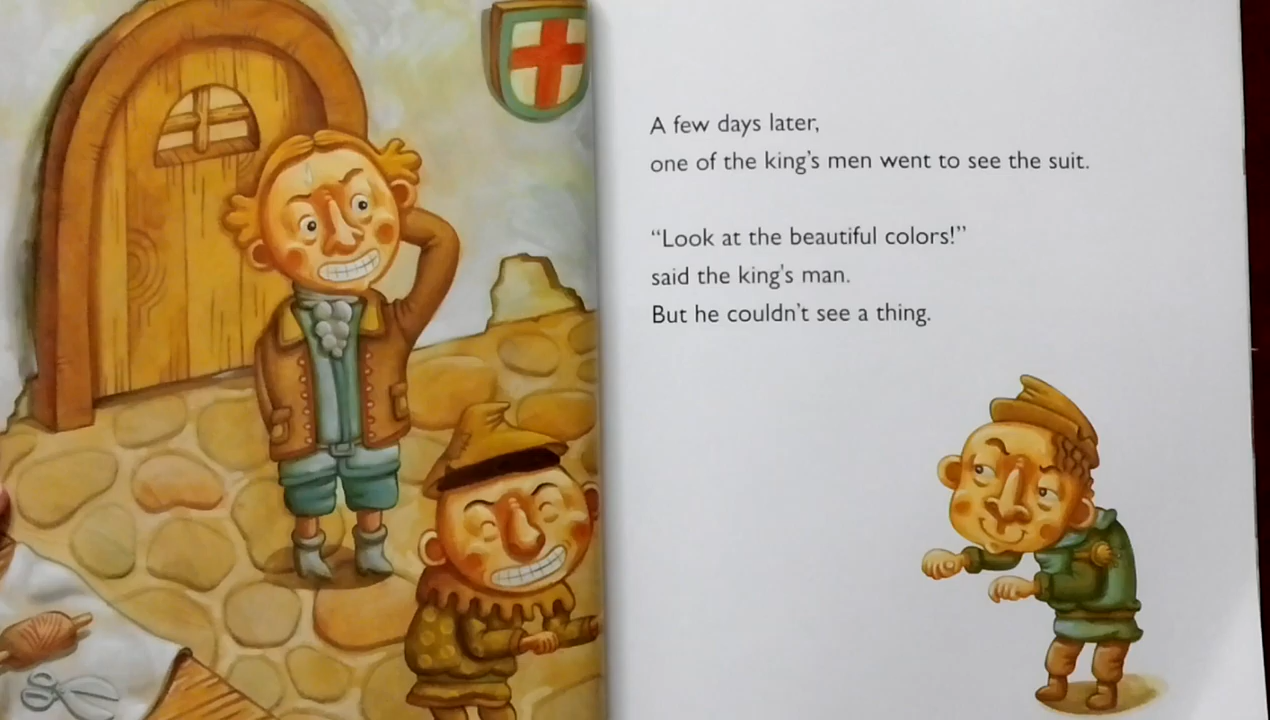 A few days later,
one of the king's men went to see the suit.
“Look at the beautiful colors!”
said the king's man.
But he couldn't see a thing.